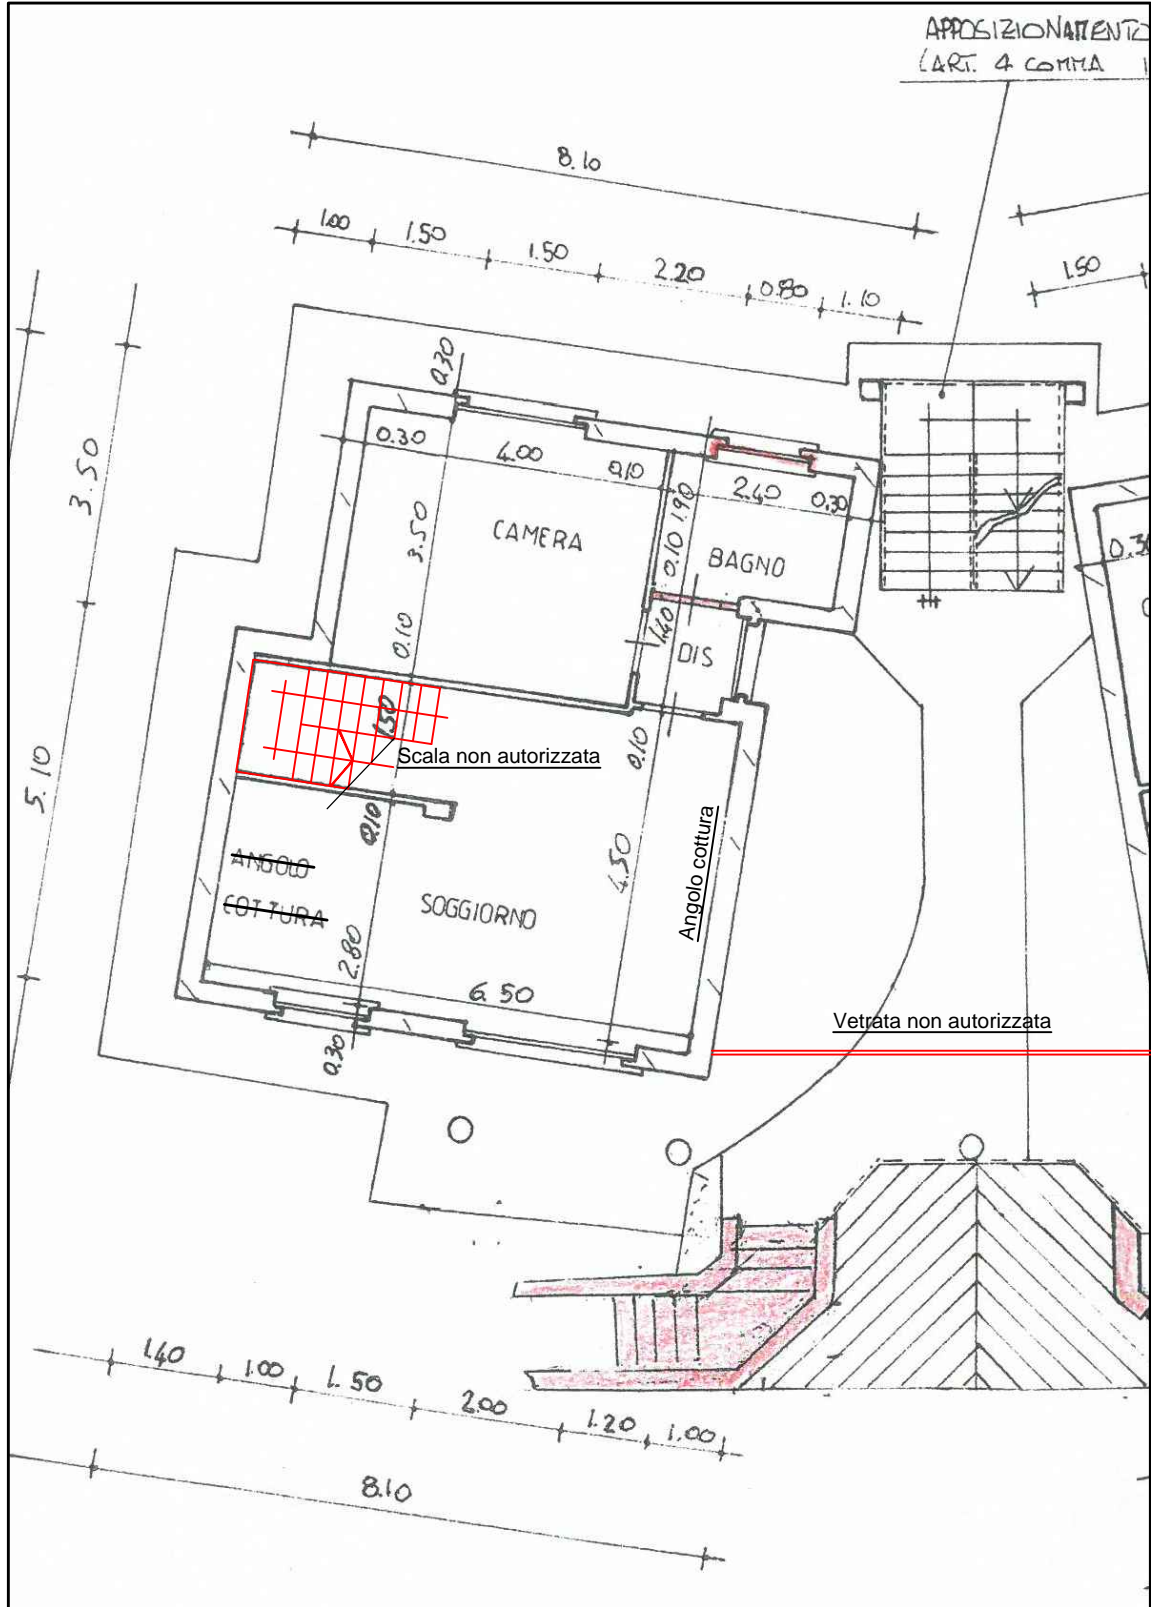 APPOSIZIONAMENTO
(ART. 4 COMMA 1
8.10
1.00 1.50 1.50 2.20 0.80 1.10
1.50
0.30
0.30 4.00 0.10 2.40 0.30
3.50
3.50
CAMERA
0.10 1.90
BAGNO
0.30
0.10
1.40
DIS
5.10
1.50
Scala non autorizzata
0.10
0.10
ANGOLO
COTTURA
SOGGIORNO
4.50
Angolo cottura
2.80
6.50
0.30
Vetrata non autorizzata
1.40 1.00 1.50 2.00 1.20 1.00
8.10